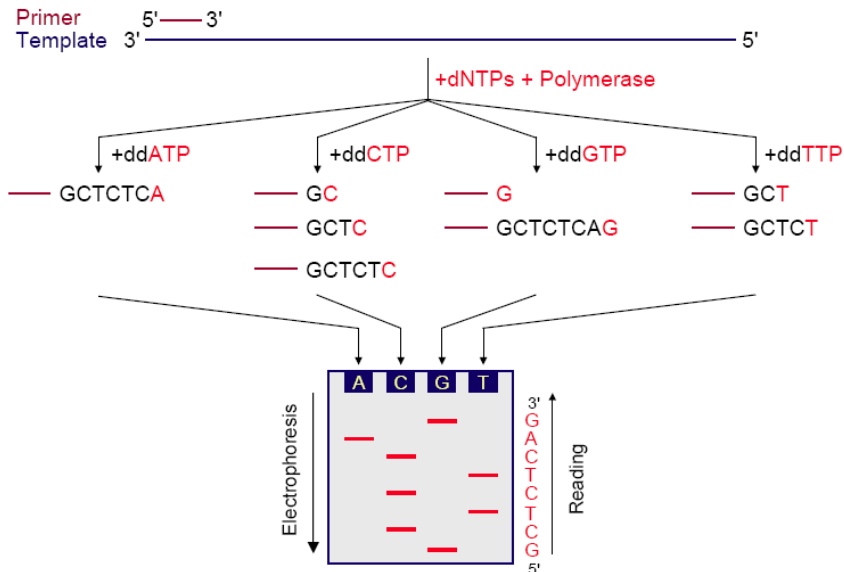 Primer 5' 3'
Template 3' 5'
+dNTPs + Polymerase
+ddATP +ddCTP +ddGTP +ddTTP
GCTCTCA GC G GCT
GCTC GCTCTCAG GCTCT
GCTCTC
A C G T
Electrophoresis
3'
G
A
C
T
C
T
C
G
5'
Reading